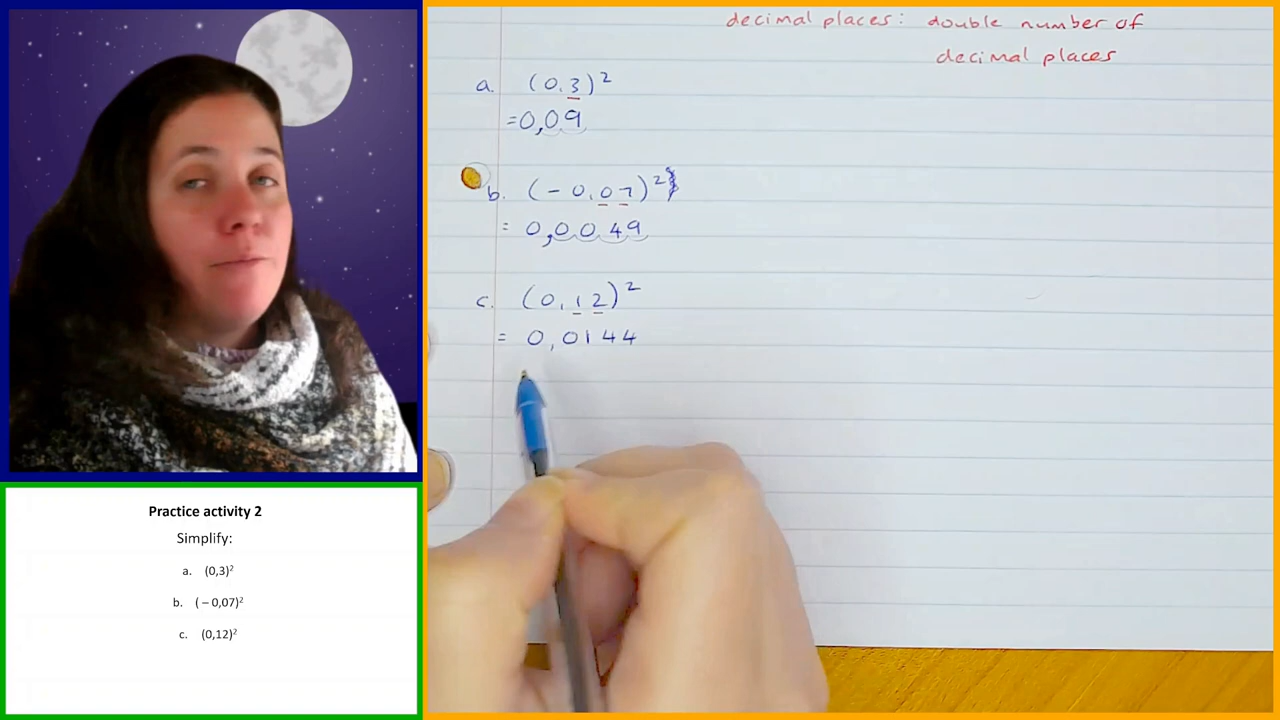 decimal places: double number of
decimal places
a. (0.3)²
=0,09
b. (-0.07)²
= 0,0049
c. (0,12)²
= 0,0144
Practice activity 2
Simplify:
a. (0,3)²
b. (– 0,07)²
c. (0,12)²